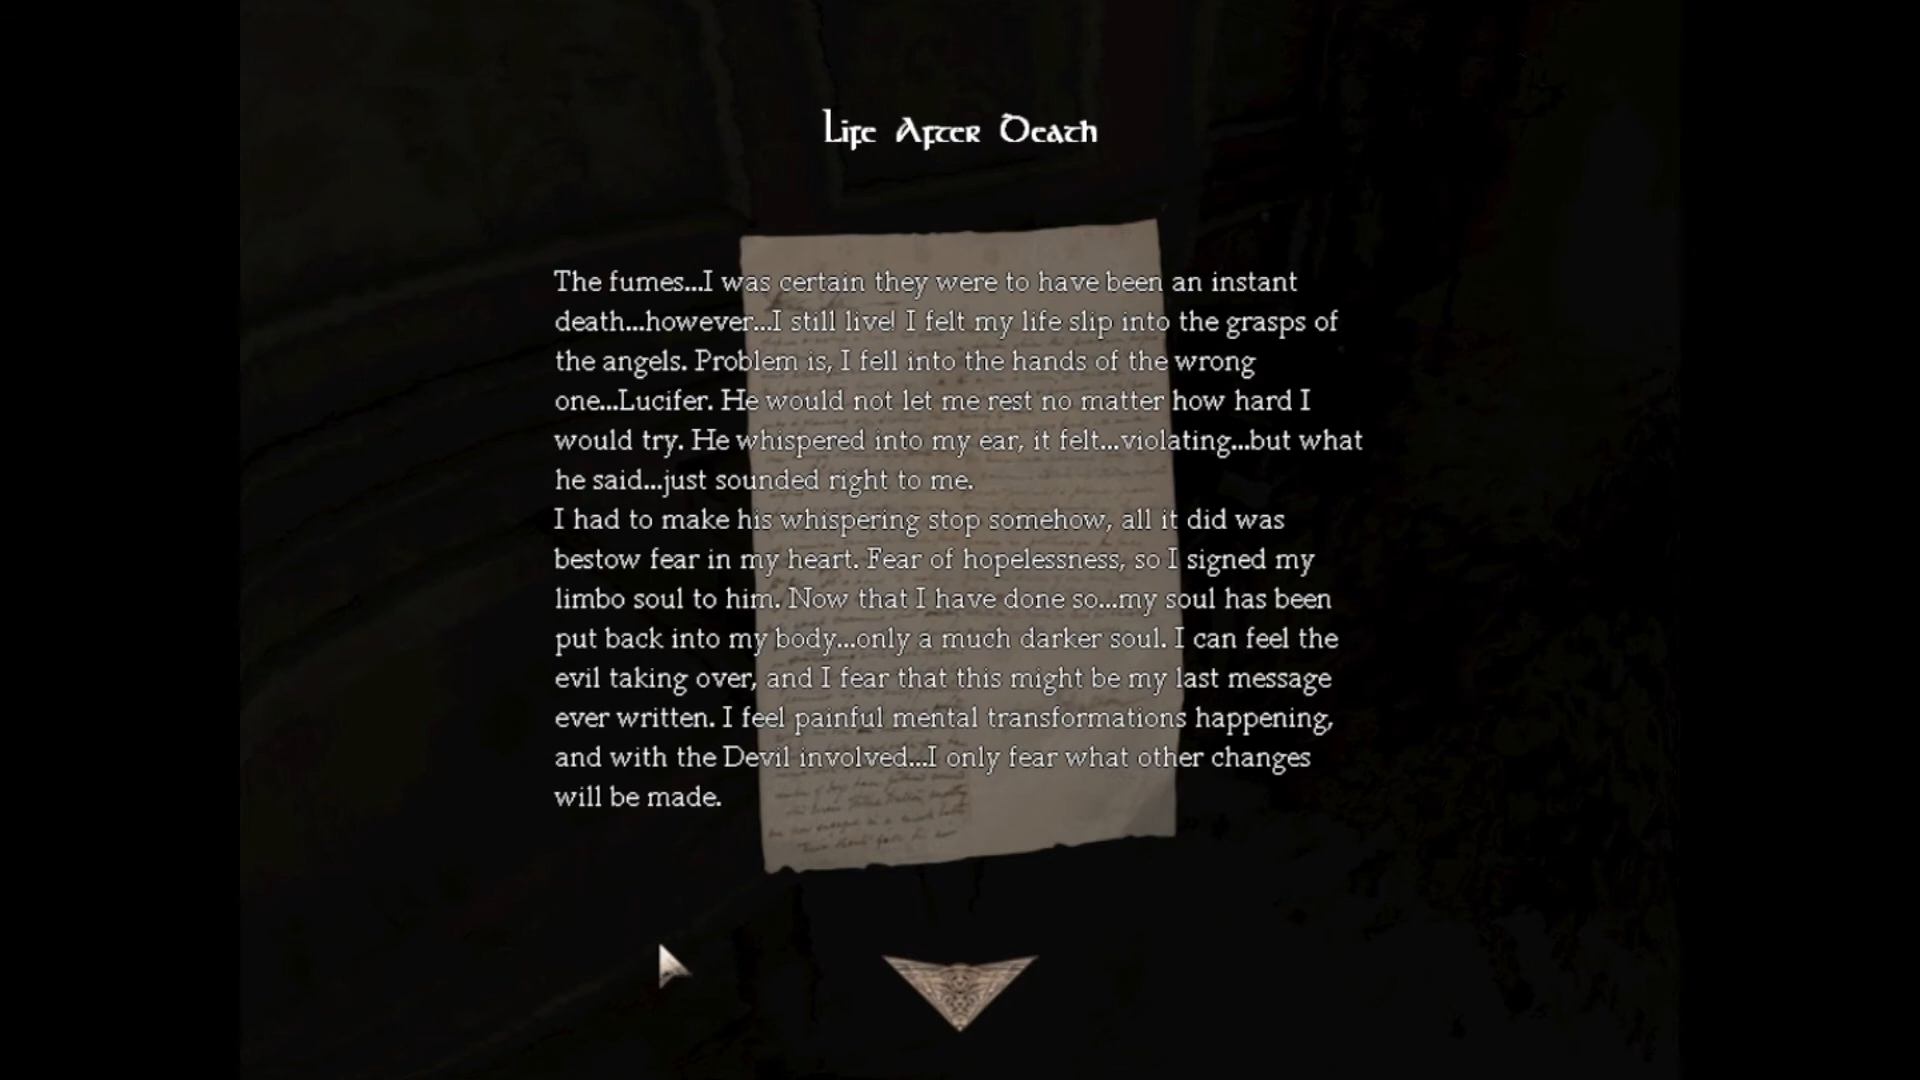 Life After Death
The fumes...I was certain they were to have been an instant
death...however...I still live! I felt my life slip into the grasps of
the angels. Problem is, I fell into the hands of the wrong
one...Lucifer. He would not let me rest no matter how hard I
would try. He whispered into my ear, it felt...violating...but what
he said...just sounded right to me.
I had to make his whispering stop somehow, all it did was
bestow fear in my heart. Fear of hopelessness, so I signed my
limbo soul to him. Now that I have done so...my soul has been
put back into my body...only a much darker soul. I can feel the
evil taking over, and I fear that this might be my last message
ever written. I feel painful mental transformations happening,
and with the Devil involved...I only fear what other changes
will be made.